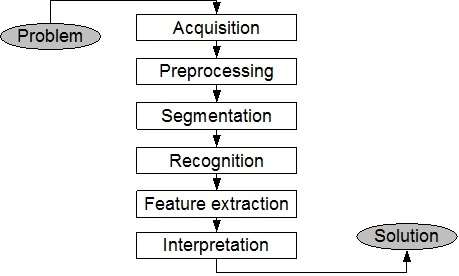 Problem
Acquisition
Preprocessing
Segmentation
Recognition
Feature extraction
Interpretation
Solution